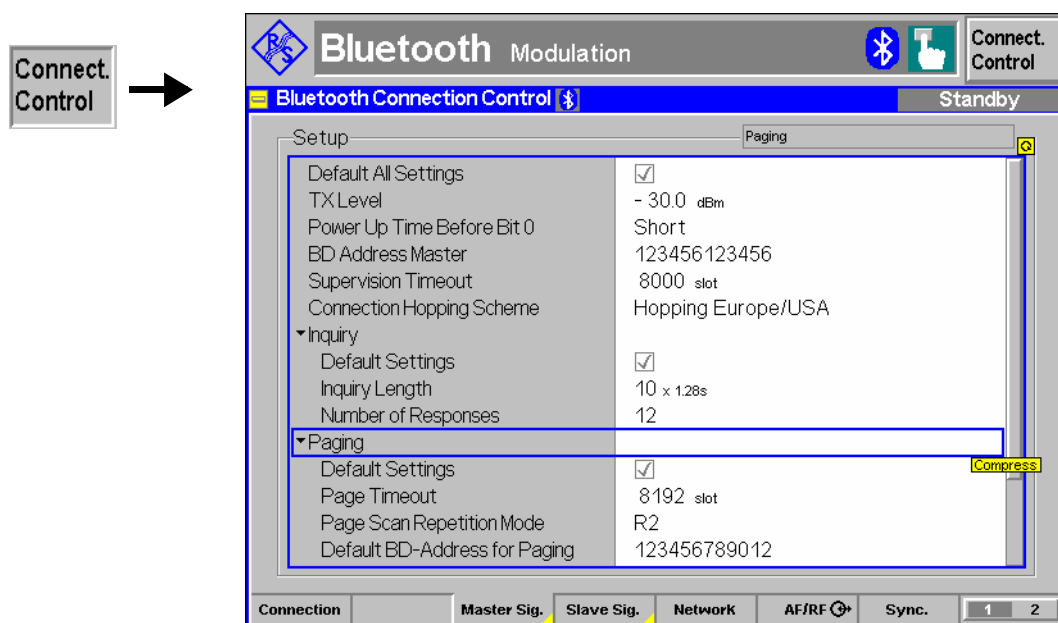 Connect.
Control
R&S
Bluetooth Modulation
Connect.
Control
Bluetooth Connection Control
Standby
Setup
Paging
Default All Settings
TX Level - 30.0 dBm
Power Up Time Before Bit 0 Short
BD Address Master 123456123456
Supervision Timeout 8000 slot
Connection Hopping Scheme Hopping Europe/USA
Inquiry
Default Settings
Inquiry Length 10 x 1.28s
Number of Responses 12
Paging
Compress
Default Settings
Page Timeout 8192 slot
Page Scan Repetition Mode R2
Default BD-Address for Paging 123456789012
Connection Master Sig. Slave Sig. Network AF/RF Sync. 1 2